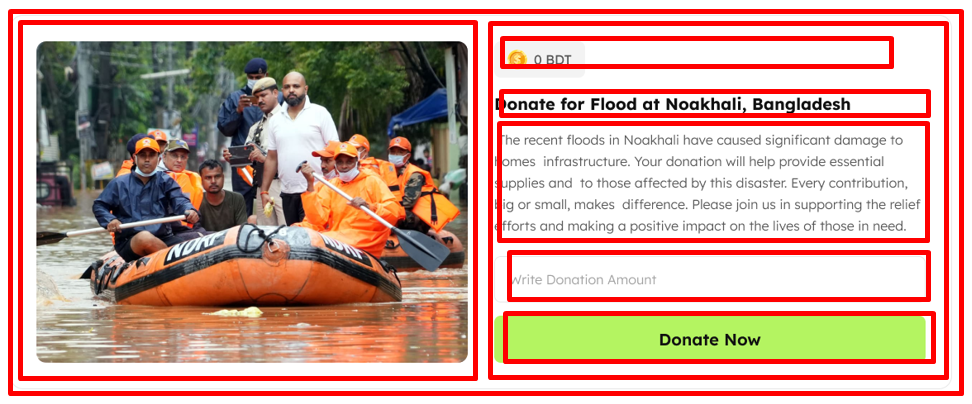 0 BDT
Donate for Flood at Noakhali, Bangladesh
The recent floods in Noakhali have caused significant damage to
homes  infrastructure. Your donation will help provide essential
supplies and  to those affected by this disaster. Every contribution,
big or small, makes  difference. Please join us in supporting the relief
efforts and making a positive impact on the lives of those in need.
Write Donation Amount
Donate Now
NDRF
NDRF